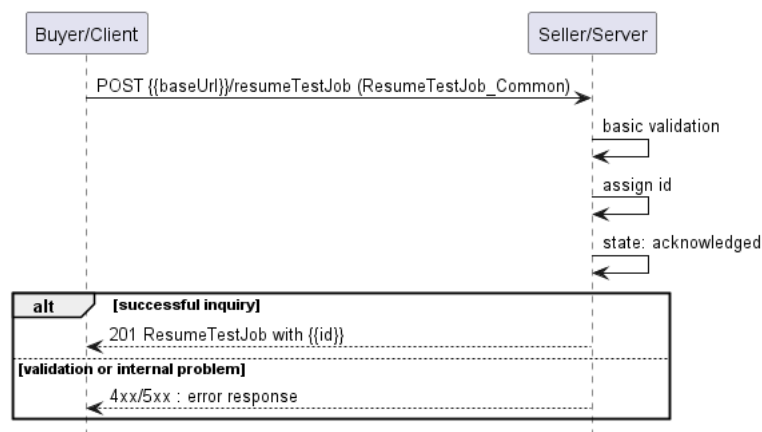 Buyer/Client
Seller/Server
POST {{baseUrl}}/resumeTestJob (ResumeTestJob_Common)
basic validation
assign id
state: acknowledged
alt
[successful inquiry]
201 ResumeTestJob with {{id}}
[validation or internal problem]
4xx/5xx : error response